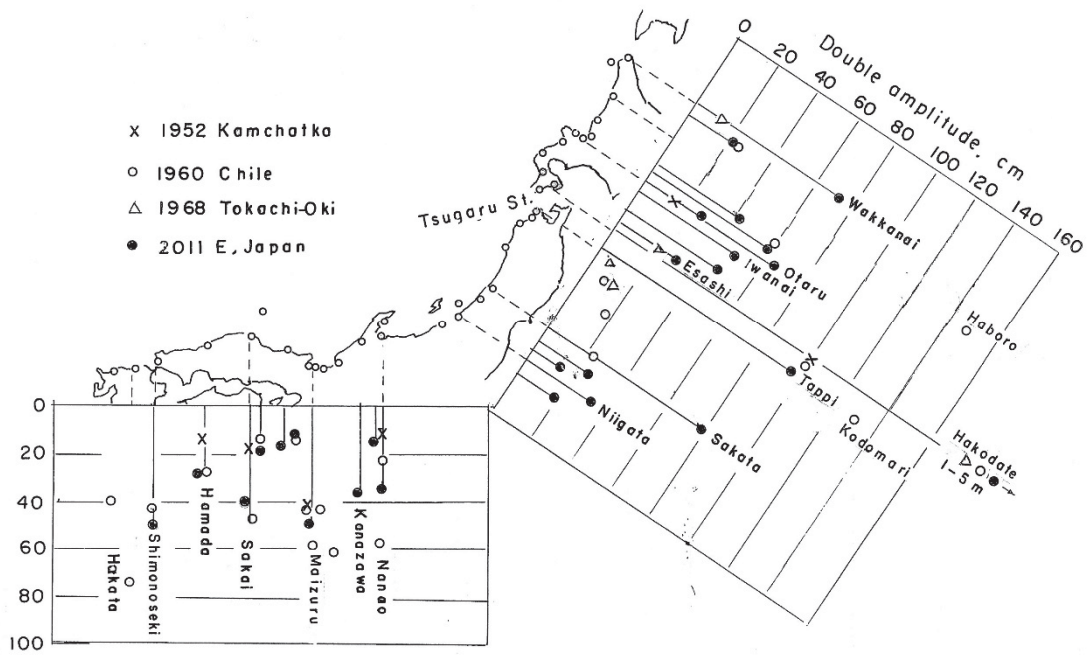 0 20 40 60 80 100 120 140 160
Double amplitude, cm
x 1952 Kamchatka
o 1960 Chile
△ 1968 Tokachi-Oki
● 2011 E, Japan
Tsugaru St.
Wakkanai
Otaru
Iwanai
Esashi
Haboro
Tappi
Kodomari
Hakodate
1-5m
Niigata
Sakata
0
20
40
60
80
100
Hakata
Shimonoseki
Hamada
Sakai
Maizuru
Kanazawa
Nanao